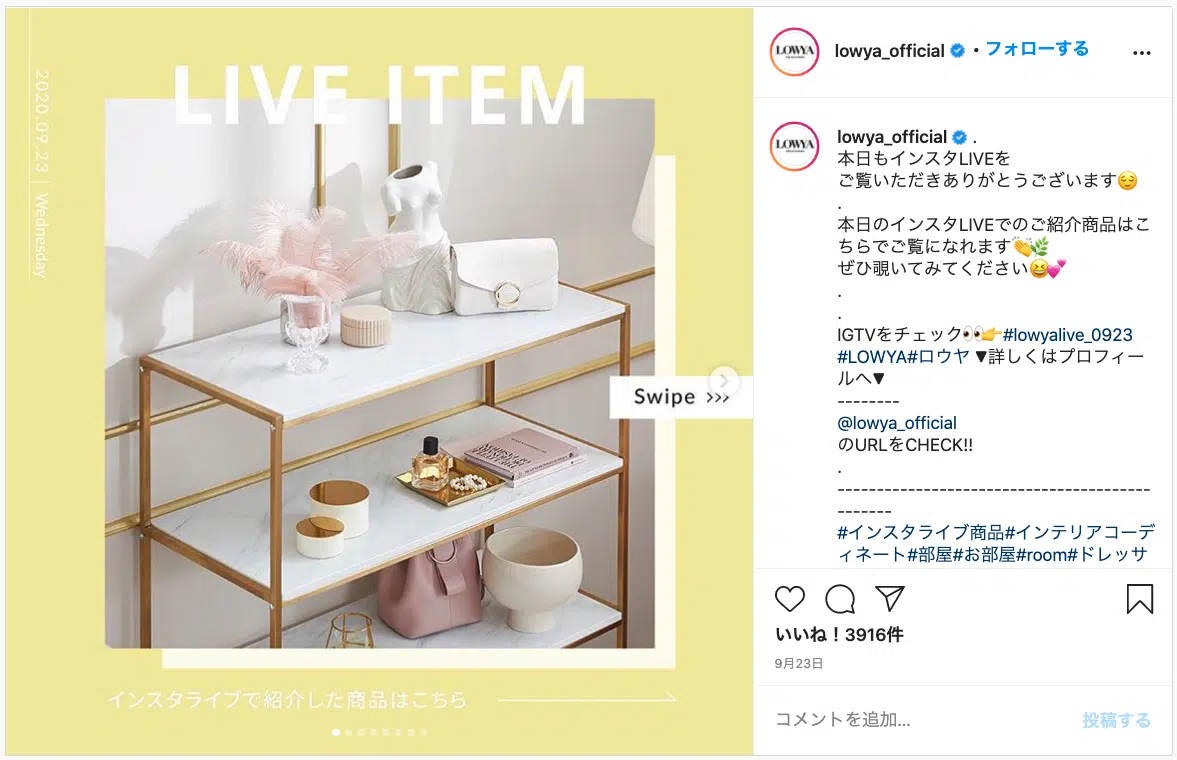 2020.09.23 | Wednesday
LIVE ITEM
Swipe >>>
インスタライブで紹介した商品はこちら
LOWYA
lowya_official • フォローする
LOWYA
lowya_official .
本日もインスタLIVEを
ご覧いただきありがとうございます😌
.
本日のインスタLIVEでのご紹介商品はこ
ちらでご覧になれます👏🌿
ぜひ覗いてみてください😆💕
.
.
IGTVをチェック👀👉#lowyalive_0923
#LOWYA#ロウヤ ▼詳しくはプロフィー
ルへ▼
--------
@lowya_official
のURLをCHECK!!
.
----------------------------------------
-------
#インスタライブ商品#インテリアコーデ
ィネート#部屋#お部屋#room#ドレッサ
いいね！3916件
9月23日
コメントを追加...
投稿する